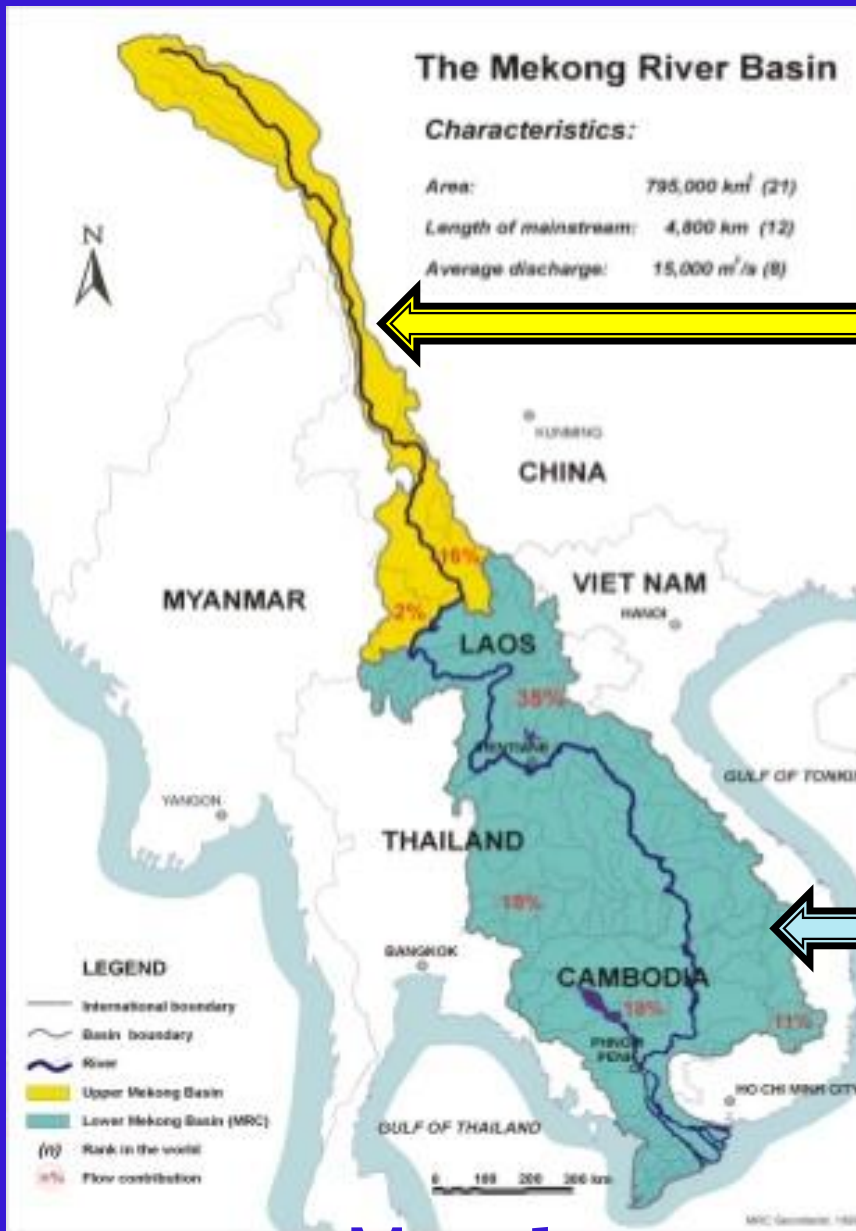 The Mekong River Basin
Characteristics:
Area: 795,000 km² (21)
Length of mainstream: 4,800 km (12)
Average discharge: 15,000 m³/s (8)
N
KUNMING
CHINA
16%
MYANMAR
2%
VIET NAM
HANOI
LAOS
35%
VIENTIANE
GULF OF TONKIN
YANGON
THAILAND
18%
BANGKOK
CAMBODIA
18%
11%
PHNOM
PENH
HO CHI MINH CITY
GULF OF THAILAND
LEGEND
International boundary
Basin boundary
River
Upper Mekong Basin
Lower Mekong Basin (MRC)
(n) Rank in the world
n% Flow contribution
0 100 200 300 km
MRC Secretariat,